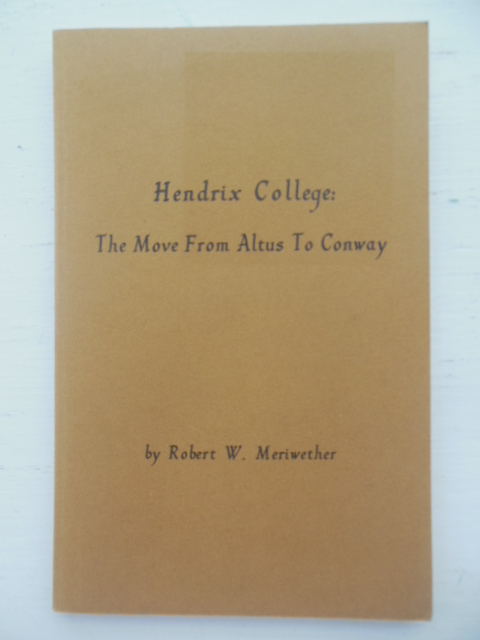 Hendrix College:
The Move From Altus To Conway
by Robert W. Meriwether